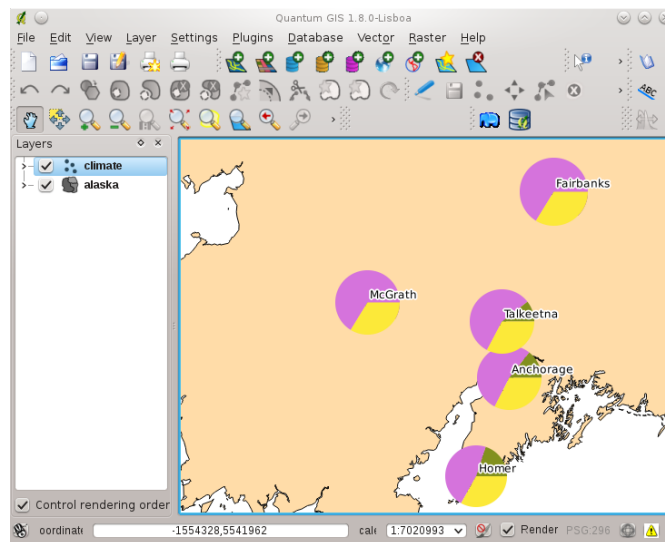 Quantum GIS 1.8.0-Lisboa
File Edit View Layer Settings Plugins Database Vector Raster Help
ABC
Layers
climate
alaska
Fairbanks
McGrath
Talkeetna
Anchorage
Homer
Control rendering order
oordinate -1554328,5541962 cale 1:7020993 Render PSG:296